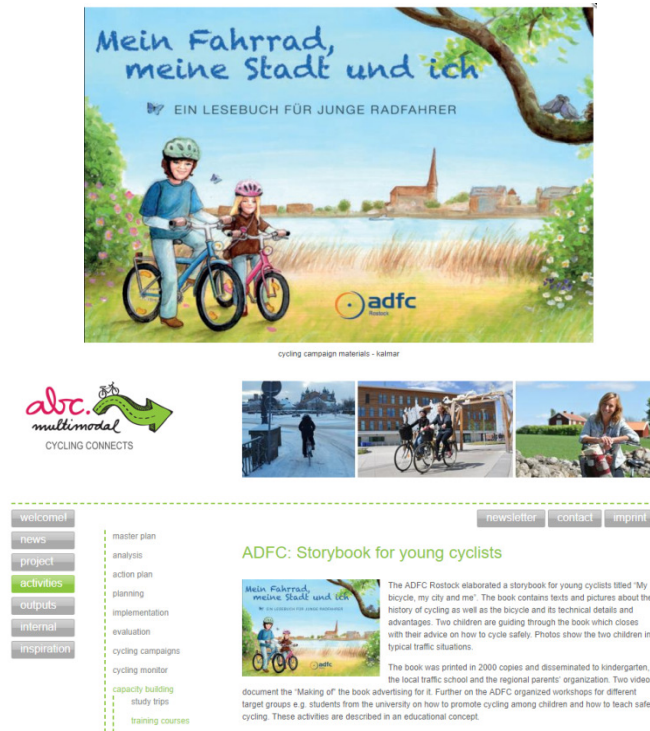 Mein Fahrrad,
meine Stadt und ich
EIN LESEBUCH FÜR JUNGE RADFAHRER
adfc
Rostock
cycling campaign materials - kalmar
abc.
multimodal
CYCLING CONNECTS
newsletter contact imprint
welcome!
news
project
activities
outputs
internal
inspiration
master plan
analysis
action plan
planning
implementation
evaluation
cycling campaigns
cycling monitor
capacity building
study trips
training courses
ADFC: Storybook for young cyclists
Mein Fahrrad,
meine Stadt und ich
EIN LESEBUCH FÜR JUNGE RADFAHRER
adfc
The ADFC Rostock elaborated a storybook for young cyclists titled "My
bicycle, my city and me". The book contains texts and pictures about the
history of cycling as well as the bicycle and its technical details and
advantages. Two children are guiding through the book which closes
with their advice on how to cycle safely. Photos show the two children in
typical traffic situations.
The book was printed in 2000 copies and disseminated to kindergarten,
the local traffic school and the regional parents' organization. Two video
document the "Making of" the book advertising for it. Further on the ADFC organized workshops for different
target groups e.g. students from the university on how to promote cycling among children and how to teach safe
cycling. These activities are described in an educational concept.